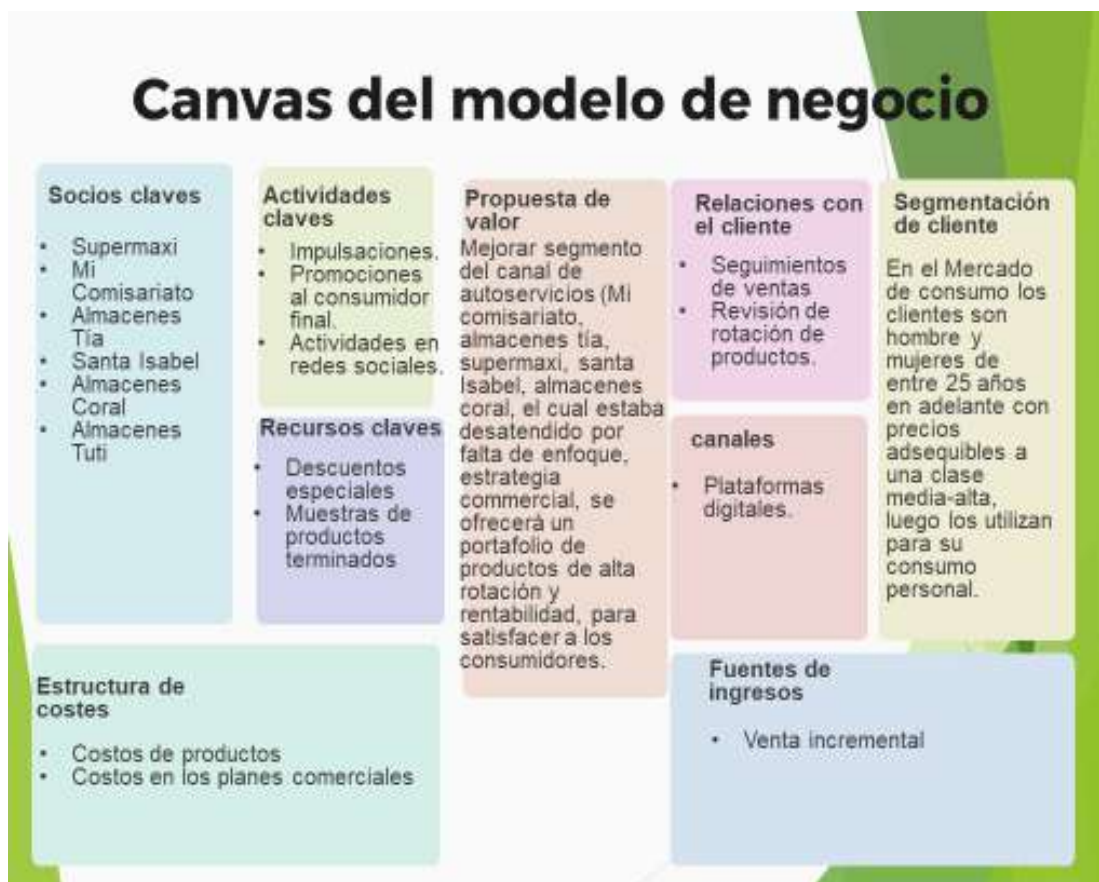 Canvas del modelo de negocio
Socios claves
• Supermaxi
• Mi
Comisariato
• Almacenes
Tía
• Santa Isabel
• Almacenes
Coral
• Almacenes
Tuti
Actividades
claves
• Impulsaciones.
• Promociones
al consumidor
final.
• Actividades en
redes sociales.
Recursos claves
• Descuentos
especiales
• Muestras de
productos
terminados
Propuesta de
valor
Mejorar segmento
del canal de
autoservicios (Mi
comisariato,
almacenes tía,
supermaxi, santa
Isabel, almacenes
coral, el cual estaba
desatendido por
falta de enfoque,
estrategia
commercial, se
ofrecerà un
portafolio de
productos de alta
rotación y
rentabilidad, para
satisfacer a los
consumidores.
Relaciones con
el cliente
• Seguimientos
de ventas
• Revisión de
rotación de
productos.
canales
• Plataformas
digitales.
Segmentación
de cliente
En el Mercado
de consumo los
clientes son
hombre y
mujeres de
entre 25 años
en adelante con
precios
adsequibles a
una clase
media-alta,
luego los utilizan
para su
consumo
personal.
Estructura de
costes
• Costos de productos
• Costos en los planes comerciales
Fuentes de
ingresos
• Venta incremental